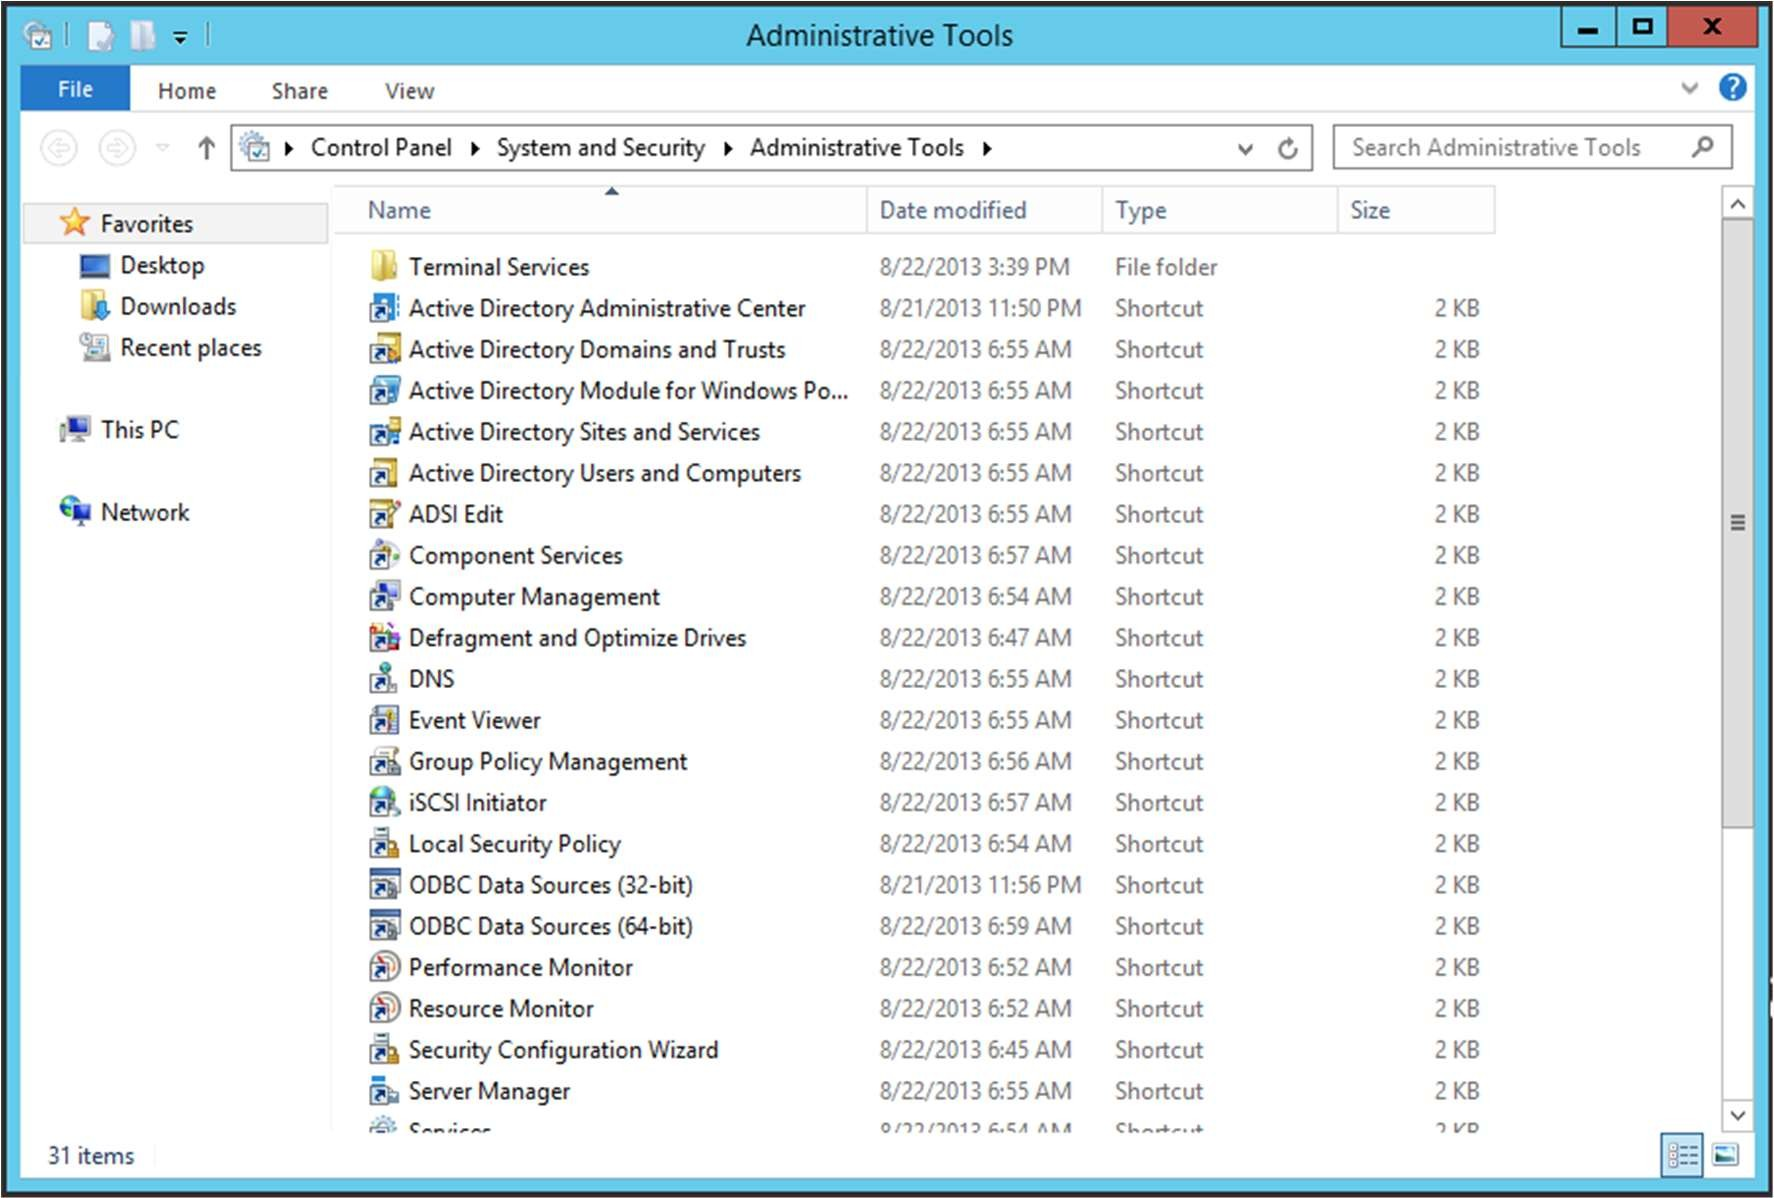 Administrative Tools
File Home Share View
Control Panel System and Security Administrative Tools Search Administrative Tools
Name Date modified Type Size
Favorites
Desktop
Downloads
Recent places
This PC
Network
Terminal Services 8/22/2013 3:39 PM File folder
Active Directory Administrative Center 8/21/2013 11:50 PM Shortcut 2 KB
Active Directory Domains and Trusts 8/22/2013 6:55 AM Shortcut 2 KB
Active Directory Module for Windows Po... 8/22/2013 6:55 AM Shortcut 2 KB
Active Directory Sites and Services 8/22/2013 6:55 AM Shortcut 2 KB
Active Directory Users and Computers 8/22/2013 6:55 AM Shortcut 2 KB
ADSI Edit 8/22/2013 6:55 AM Shortcut 2 KB
Component Services 8/22/2013 6:57 AM Shortcut 2 KB
Computer Management 8/22/2013 6:54 AM Shortcut 2 KB
Defragment and Optimize Drives 8/22/2013 6:47 AM Shortcut 2 KB
DNS 8/22/2013 6:55 AM Shortcut 2 KB
Event Viewer 8/22/2013 6:55 AM Shortcut 2 KB
Group Policy Management 8/22/2013 6:56 AM Shortcut 2 KB
iSCSI Initiator 8/22/2013 6:57 AM Shortcut 2 KB
Local Security Policy 8/22/2013 6:54 AM Shortcut 2 KB
ODBC Data Sources (32-bit) 8/21/2013 11:56 PM Shortcut 2 KB
ODBC Data Sources (64-bit) 8/22/2013 6:59 AM Shortcut 2 KB
Performance Monitor 8/22/2013 6:52 AM Shortcut 2 KB
Resource Monitor 8/22/2013 6:52 AM Shortcut 2 KB
Security Configuration Wizard 8/22/2013 6:45 AM Shortcut 2 KB
Server Manager 8/22/2013 6:55 AM Shortcut 2 KB
Services 8/22/2013 6:54 AM Shortcut 2 KB
31 items